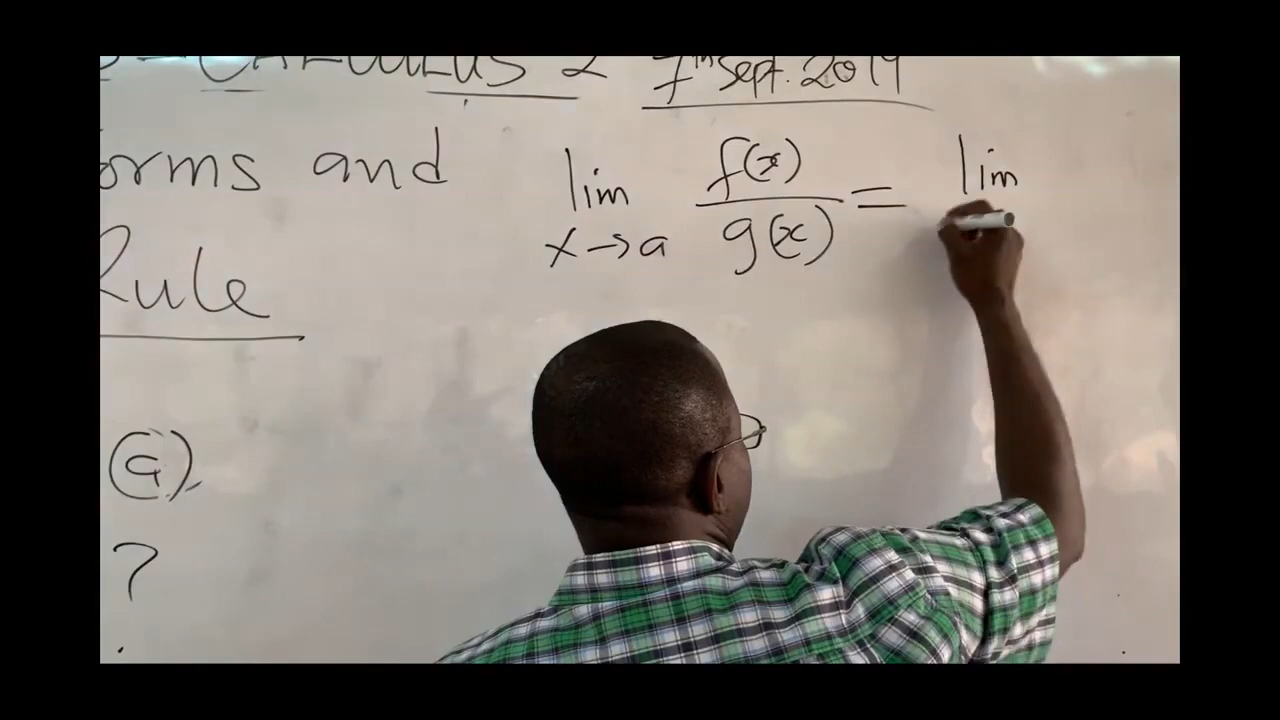 CALCULUS 2 7th Sept. 2019
orms and
Rule
lim f(x) = lim
x→a g(x)
(a).
?